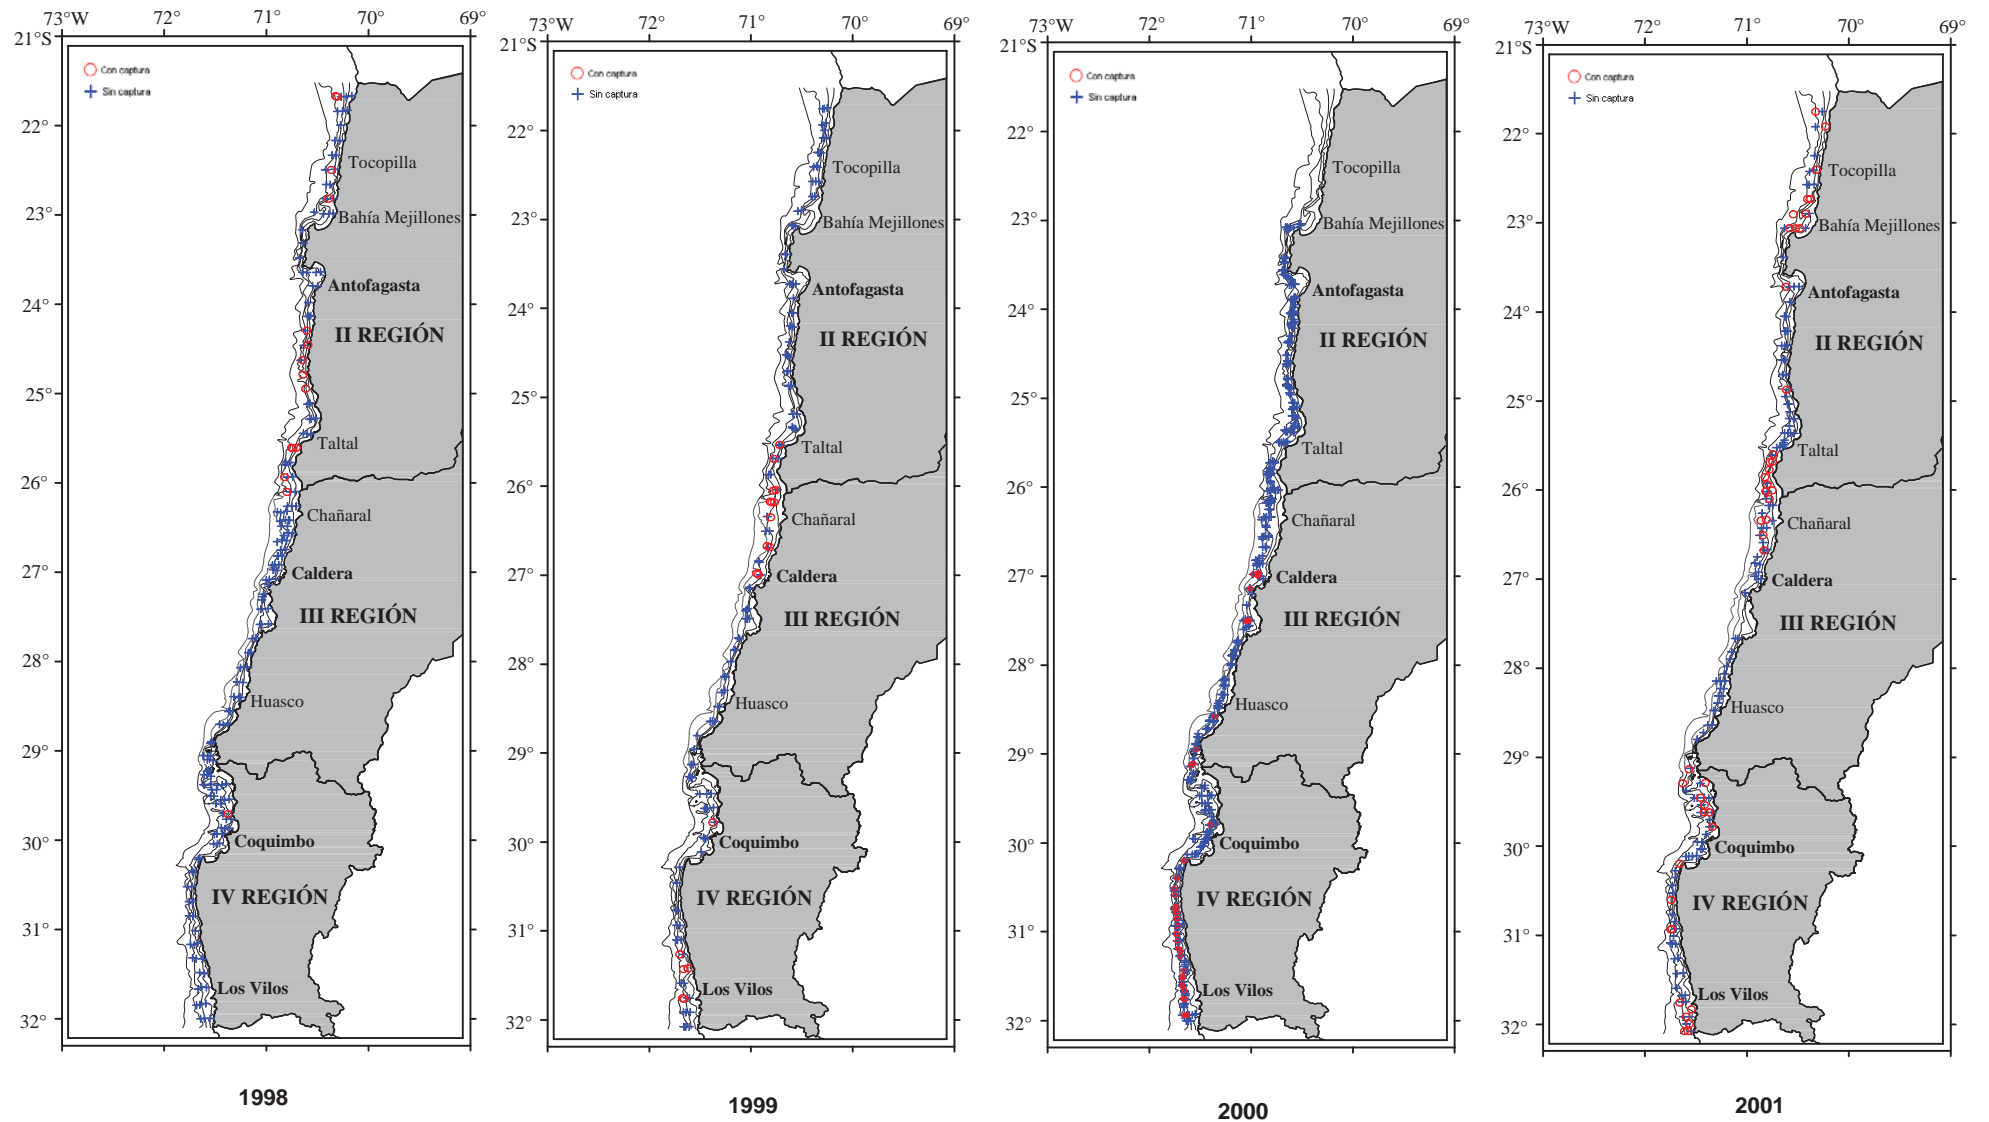 73°W 72° 71° 70° 69°
21°S
Con captura
Sin captura
22°
Tocopilla
23°
Bahía Mejillones
Antofagasta
24°
II REGIÓN
25°
Taltal
26°
Chañaral
27°
Caldera
III REGIÓN
28°
Huasco
29°
30°
Coquimbo
IV REGIÓN
31°
Los Vilos
32°
1998
73°W 72° 71° 70° 69°
21°S
Con captura
Sin captura
22°
Tocopilla
23°
Bahía Mejillones
Antofagasta
24°
II REGIÓN
25°
Taltal
26°
Chañaral
27°
Caldera
III REGIÓN
28°
Huasco
29°
30°
Coquimbo
IV REGIÓN
31°
Los Vilos
32°
1999
73°W 72° 71° 70° 69°
21°S
Con captura
Sin captura
22°
Tocopilla
23°
Bahía Mejillones
Antofagasta
24°
II REGIÓN
25°
Taltal
26°
Chañaral
27°
Caldera
III REGIÓN
28°
Huasco
29°
30°
Coquimbo
IV REGIÓN
31°
Los Vilos
32°
2000
73°W 72° 71° 70° 69°
21°S
Con captura
Sin captura
22°
Tocopilla
23°
Bahía Mejillones
Antofagasta
24°
II REGIÓN
25°
Taltal
26°
Chañaral
27°
Caldera
III REGIÓN
28°
Huasco
29°
30°
Coquimbo
IV REGIÓN
31°
Los Vilos
32°
2001